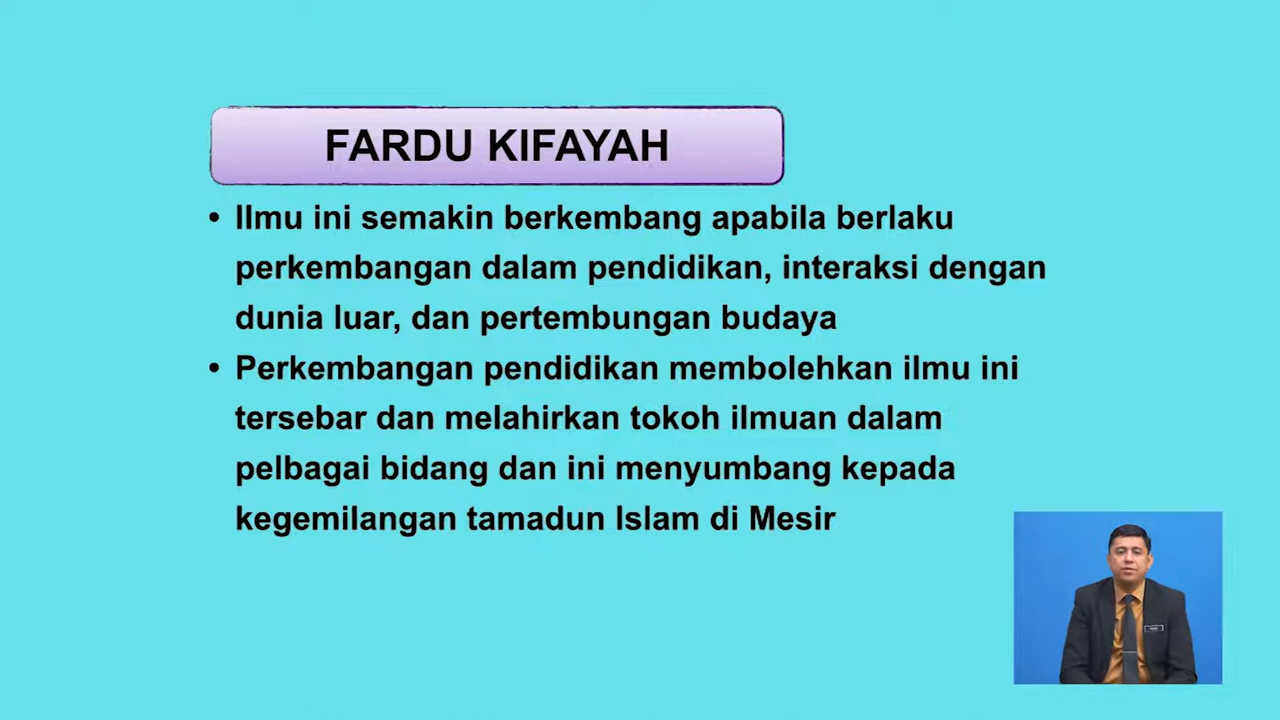 FARDU KIFAYAH
• Ilmu ini semakin berkembang apabila berlaku
perkembangan dalam pendidikan, interaksi dengan
dunia luar, dan pertembungan budaya
• Perkembangan pendidikan membolehkan ilmu ini
tersebar dan melahirkan tokoh ilmuan dalam
pelbagai bidang dan ini menyumbang kepada
kegemilangan tamadun Islam di Mesir